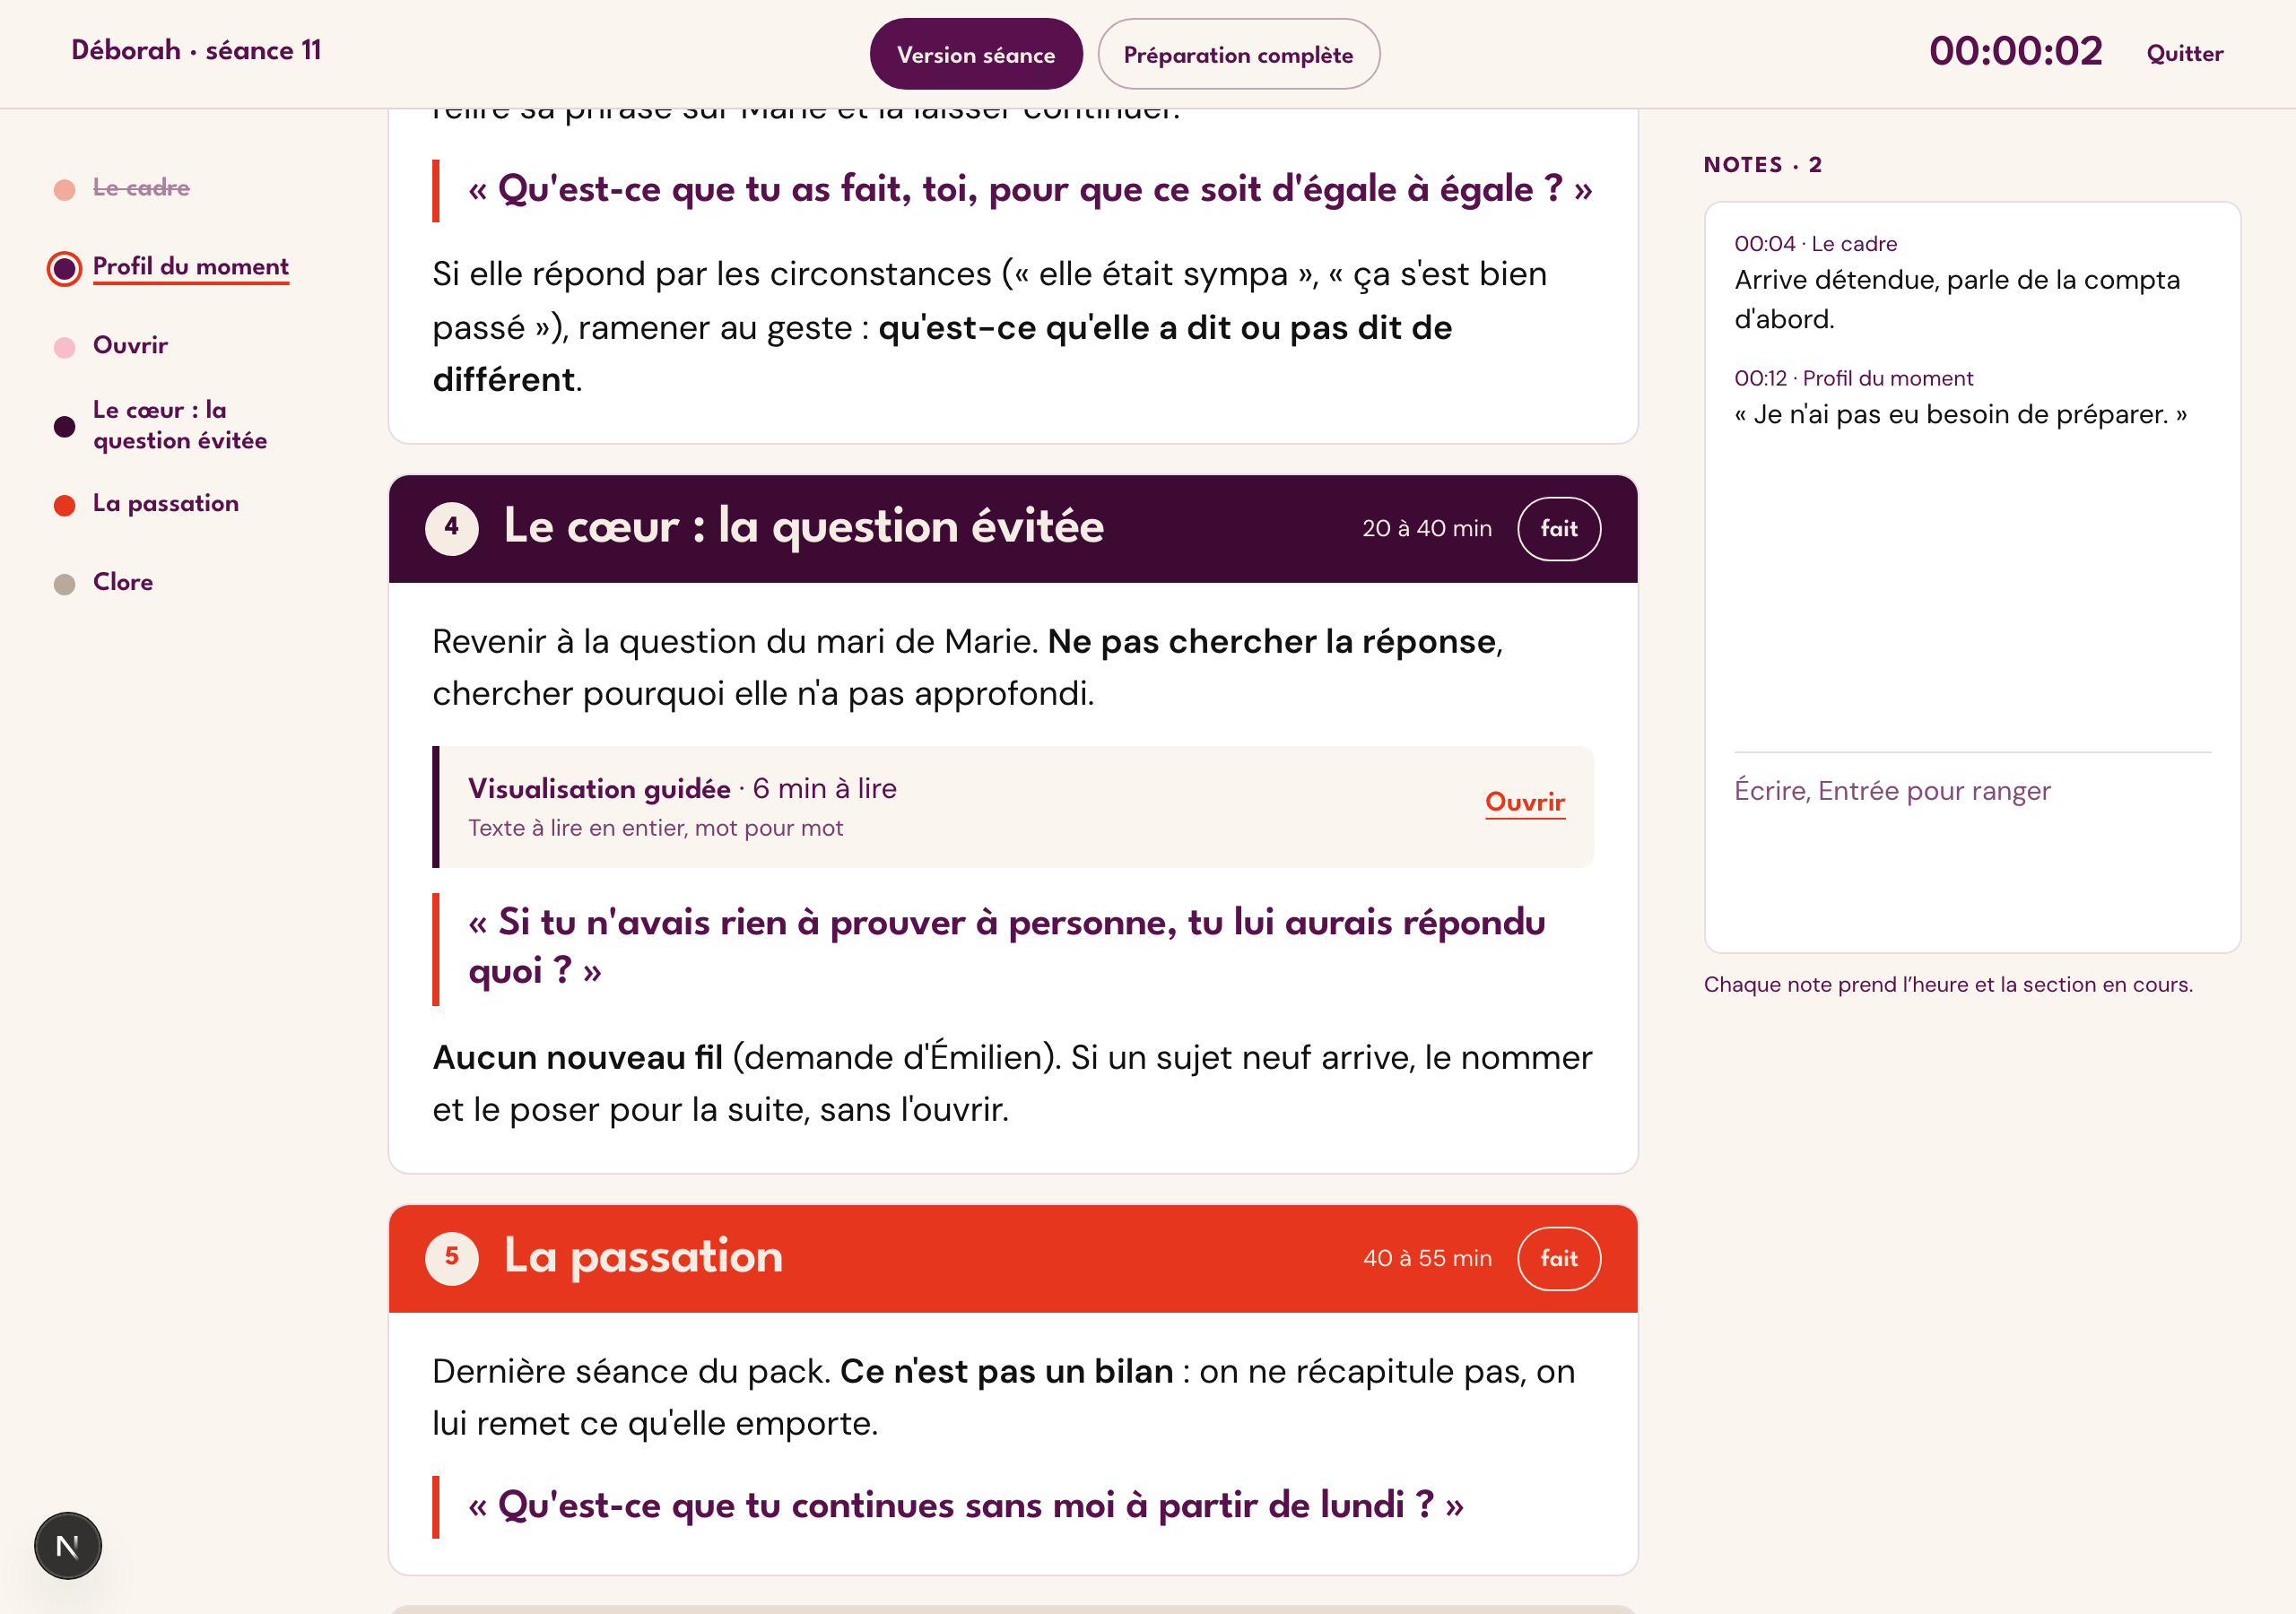 Déborah · séance 11
Version séance
Préparation complète
00:00:02
Quitter
Le cadre
Profil du moment
Ouvrir
Le cœur : la
question évitée
La passation
Clore
relire sa phrase sur Marie et la laisser continuer.
« Qu'est-ce que tu as fait, toi, pour que ce soit d'égale à égale ? »
Si elle répond par les circonstances (« elle était sympa », « ça s'est bien
passé »), ramener au geste : qu'est-ce qu'elle a dit ou pas dit de
différent.
4
Le cœur : la question évitée
20 à 40 min
fait
Revenir à la question du mari de Marie. Ne pas chercher la réponse,
chercher pourquoi elle n'a pas approfondi.
Visualisation guidée · 6 min à lire
Texte à lire en entier, mot pour mot
Ouvrir
« Si tu n'avais rien à prouver à personne, tu lui aurais répondu
quoi ? »
Aucun nouveau fil (demande d'Émilien). Si un sujet neuf arrive, le nommer
et le poser pour la suite, sans l'ouvrir.
5
La passation
40 à 55 min
fait
Dernière séance du pack. Ce n'est pas un bilan : on ne récapitule pas, on
lui remet ce qu'elle emporte.
« Qu'est-ce que tu continues sans moi à partir de lundi ? »
NOTES · 2
00:04 · Le cadre
Arrive détendue, parle de la compta
d'abord.
00:12 · Profil du moment
« Je n'ai pas eu besoin de préparer. »
Écrire, Entrée pour ranger
Chaque note prend l’heure et la section en cours.
N